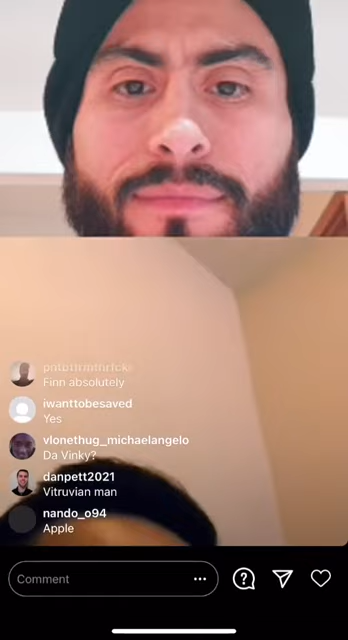 Finn absolutely
iwanttobesaved
Yes
vlonethug_michaelangelo
Da Vinky?
danpett2021
Vitruvian man
nando_o94
Apple
Comment